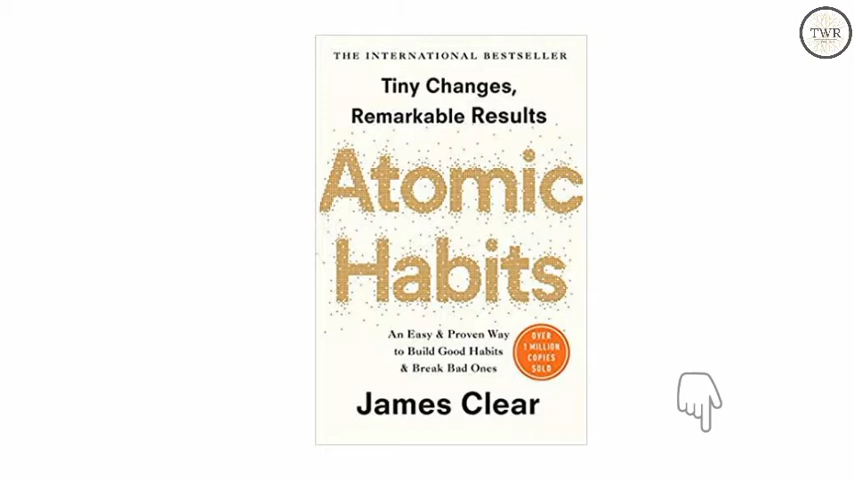 TWR
THE INTERNATIONAL BESTSELLER
Tiny Changes,
Remarkable Results
Atomic
Habits
An Easy & Proven Way
to Build Good Habits
& Break Bad Ones
OVER
1 MILLION
COPIES
SOLD
James Clear